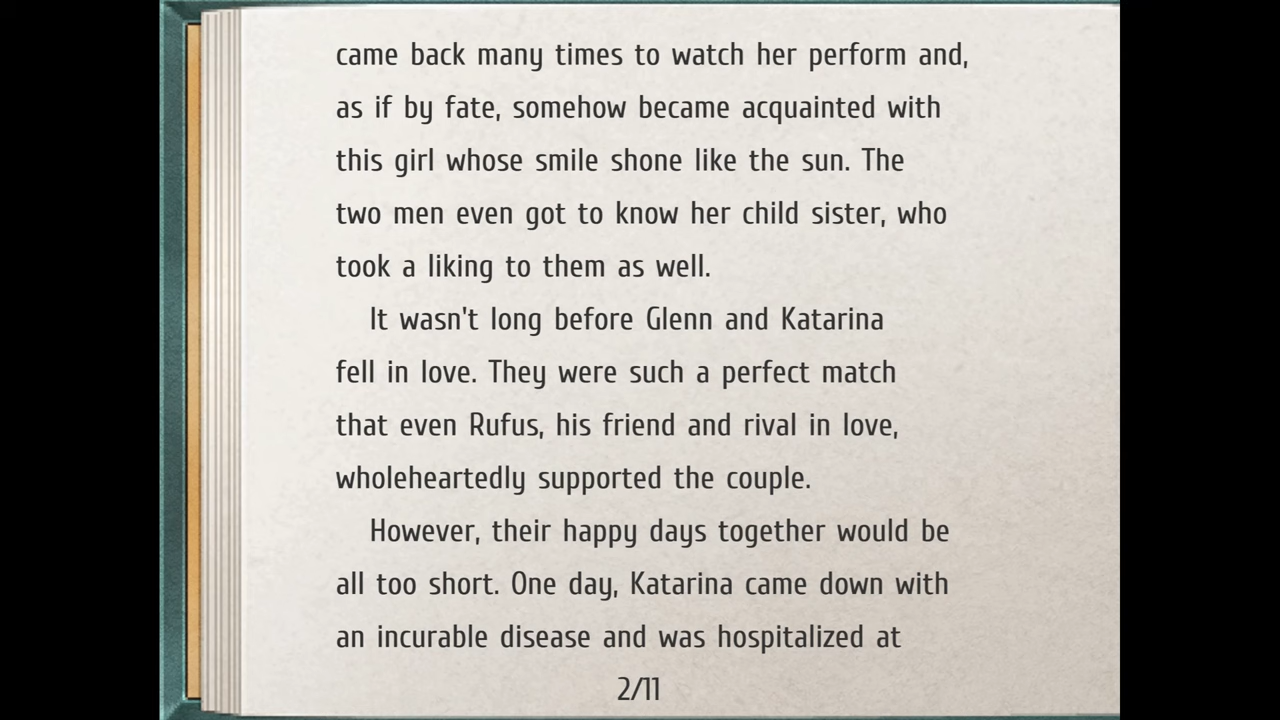 came back many times to watch her perform and,
as if by fate, somehow became acquainted with
this girl whose smile shone like the sun. The
two men even got to know her child sister, who
took a liking to them as well.
It wasn't long before Glenn and Katarina
fell in love. They were such a perfect match
that even Rufus, his friend and rival in love,
wholeheartedly supported the couple.
However, their happy days together would be
all too short. One day, Katarina came down with
an incurable disease and was hospitalized at
2/11